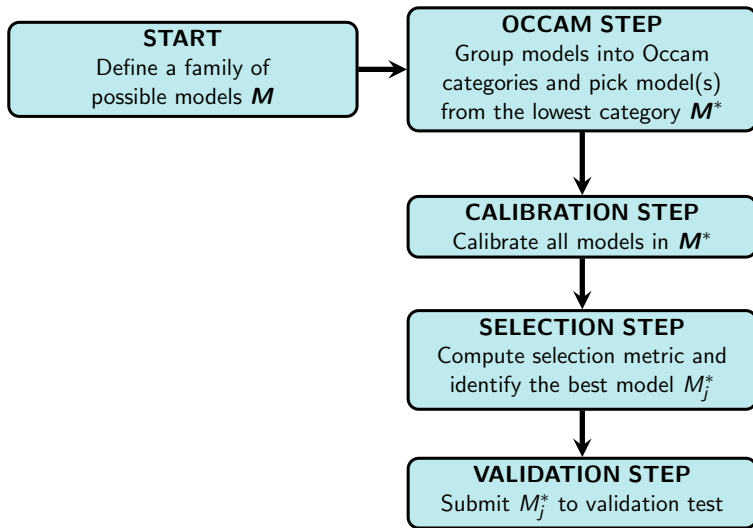 START
Define a family of
possible models M
OCCAM STEP
Group models into Occam
categories and pick model(s)
from the lowest category M*
CALIBRATION STEP
Calibrate all models in M*
SELECTION STEP
Compute selection metric and
identify the best model M*j
VALIDATION STEP
Submit M*j to validation test